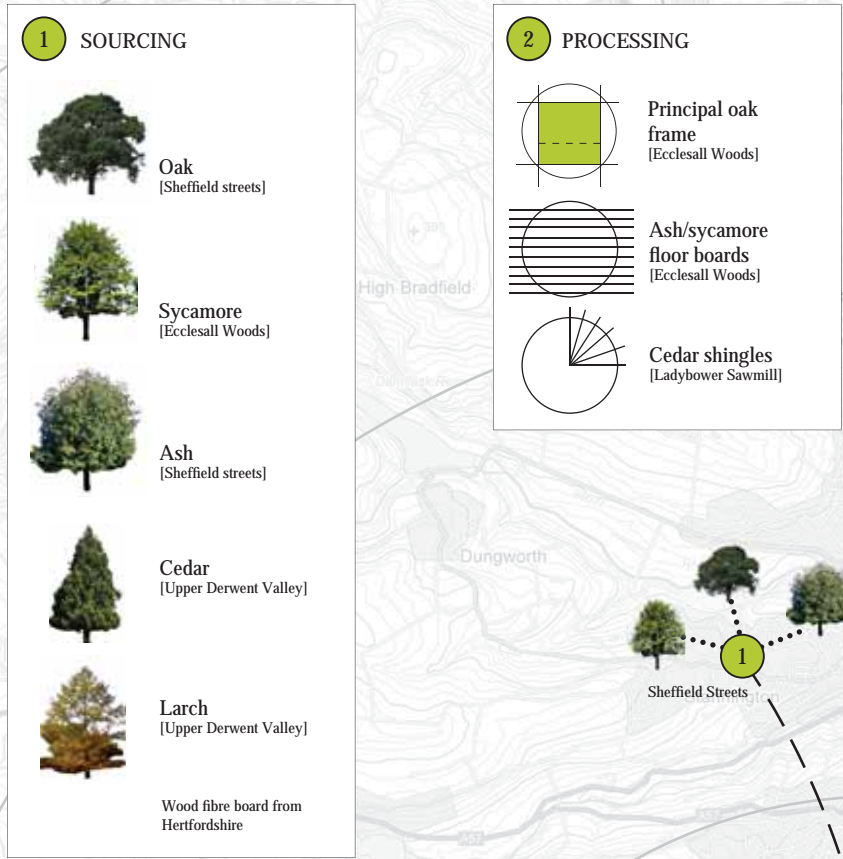 1 SOURCING
Oak
[Sheffield streets]
Sycamore
[Ecclesall Woods]
Ash
[Sheffield streets]
Cedar
[Upper Derwent Valley]
Larch
[Upper Derwent Valley]
Wood fibre board from
Hertfordshire
2 PROCESSING
Principal oak
frame
[Ecclesall Woods]
Ash/sycamore
floor boards
[Ecclesall Woods]
Cedar shingles
[Ladybower Sawmill]
High Bradfield
Dungworth
1
Sheffield Streets
Stannington
A57